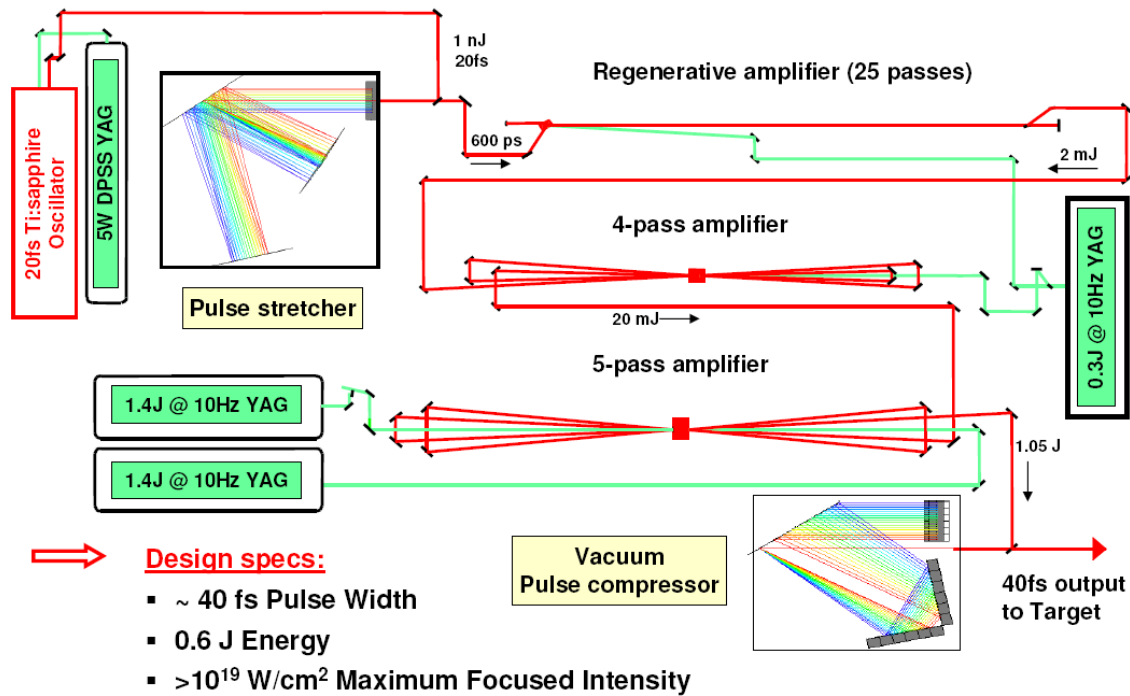 1 nJ
20fs
Regenerative amplifier (25 passes)
20fs Ti:sapphire
Oscillator
5W DPSS YAG
600 ps
2 mJ
4-pass amplifier
Pulse stretcher
20 mJ
0.3J @ 10Hz YAG
5-pass amplifier
1.4J @ 10Hz YAG
1.4J @ 10Hz YAG
1.05 J
Design specs:
▪ ~ 40 fs Pulse Width
▪ 0.6 J Energy
▪ >10¹⁹ W/cm² Maximum Focused Intensity
Vacuum
Pulse compressor
40fs output
to Target